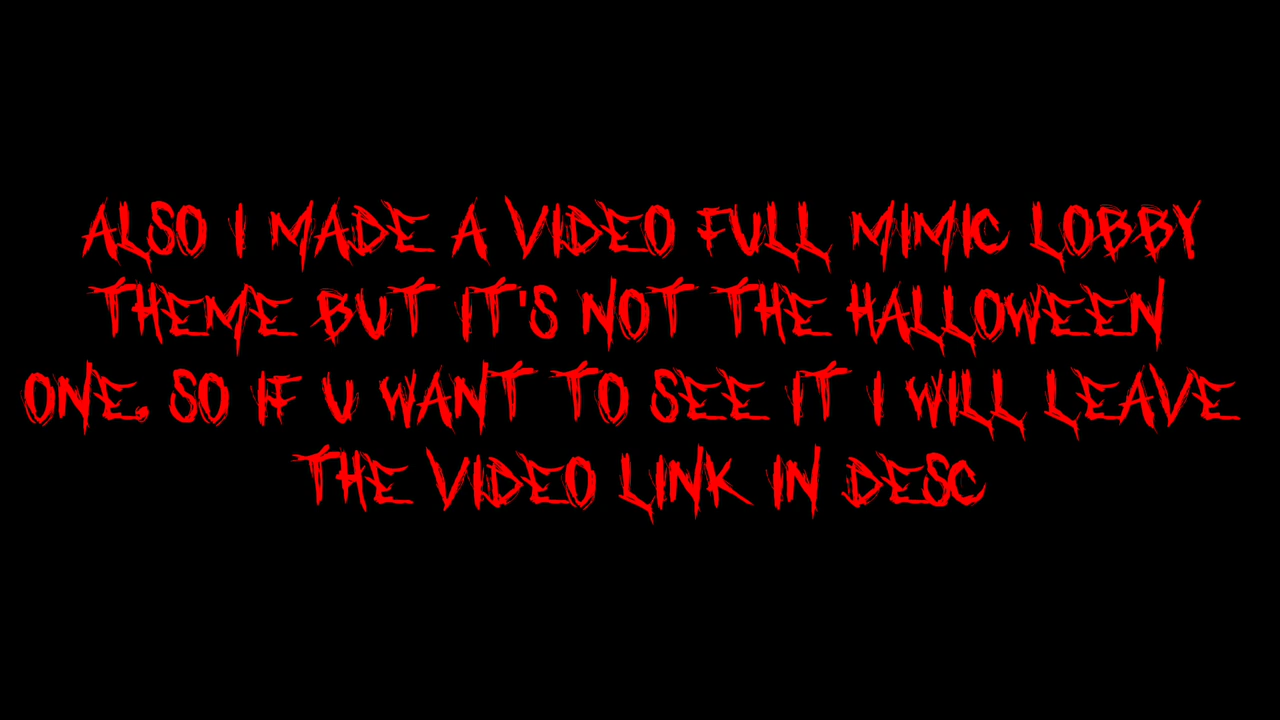 ALSO I MADE A VIDEO FULL MIMIC LOBBY
THEME BUT IT'S NOT THE HALLOWEEN
ONE. SO IF U WANT TO SEE IT I WILL LEAVE
THE VIDEO LINK IN DESC